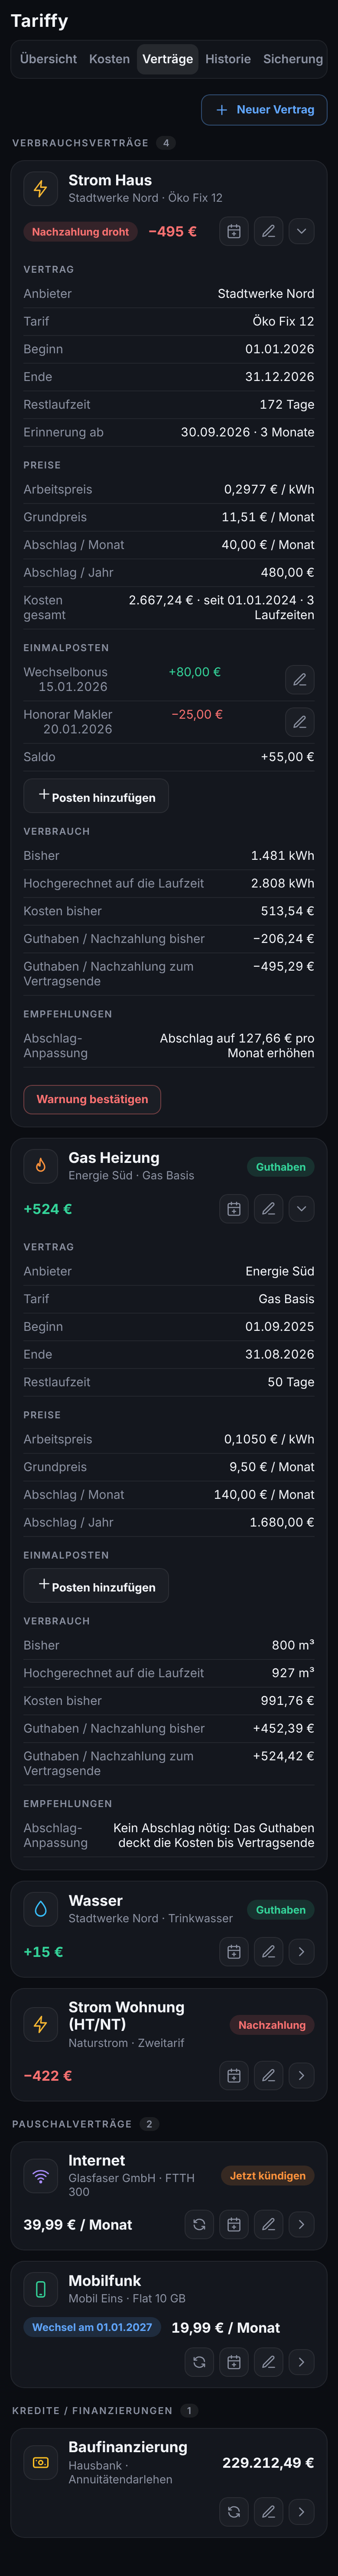 Tariffy
Übersicht Kosten Verträge Historie Sicherung
Neuer Vertrag
VERBRAUCHSVERTRÄGE 4
Strom Haus
Stadtwerke Nord · Öko Fix 12
Nachzahlung droht −495 €
VERTRAG
Anbieter Stadtwerke Nord
Tarif Öko Fix 12
Beginn 01.01.2026
Ende 31.12.2026
Restlaufzeit 172 Tage
Erinnerung ab 30.09.2026 · 3 Monate
PREISE
Arbeitspreis 0,2977 € / kWh
Grundpreis 11,51 € / Monat
Abschlag / Monat 40,00 € / Monat
Abschlag / Jahr 480,00 €
Kosten 2.667,24 € · seit 01.01.2024 · 3
gesamt Laufzeiten
EINMALPOSTEN
Wechselbonus +80,00 €
15.01.2026
Honorar Makler −25,00 €
20.01.2026
Saldo +55,00 €
Posten hinzufügen
VERBRAUCH
Bisher 1.481 kWh
Hochgerechnet auf die Laufzeit 2.808 kWh
Kosten bisher 513,54 €
Guthaben / Nachzahlung bisher −206,24 €
Guthaben / Nachzahlung zum −495,29 €
Vertragsende
EMPFEHLUNGEN
Abschlag- Abschlag auf 127,66 € pro
Anpassung Monat erhöhen
Warnung bestätigen
Gas Heizung
Energie Süd · Gas Basis
Guthaben
+524 €
VERTRAG
Anbieter Energie Süd
Tarif Gas Basis
Beginn 01.09.2025
Ende 31.08.2026
Restlaufzeit 50 Tage
PREISE
Arbeitspreis 0,1050 € / kWh
Grundpreis 9,50 € / Monat
Abschlag / Monat 140,00 € / Monat
Abschlag / Jahr 1.680,00 €
EINMALPOSTEN
Posten hinzufügen
VERBRAUCH
Bisher 800 m³
Hochgerechnet auf die Laufzeit 927 m³
Kosten bisher 991,76 €
Guthaben / Nachzahlung bisher +452,39 €
Guthaben / Nachzahlung zum +524,42 €
Vertragsende
EMPFEHLUNGEN
Abschlag- Kein Abschlag nötig: Das Guthaben
Anpassung deckt die Kosten bis Vertragsende
Wasser
Stadtwerke Nord · Trinkwasser
Guthaben
+15 €
Strom Wohnung
(HT/NT)
Naturstrom · Zweitarif
Nachzahlung
−422 €
PAUSCHALVERTRÄGE 2
Internet
Glasfaser GmbH · FTTH
300
Jetzt kündigen
39,99 € / Monat
Mobilfunk
Mobil Eins · Flat 10 GB
Wechsel am 01.01.2027 19,99 € / Monat
KREDITE / FINANZIERUNGEN 1
Baufinanzierung
Hausbank ·
Annuitätendarlehen
229.212,49 €